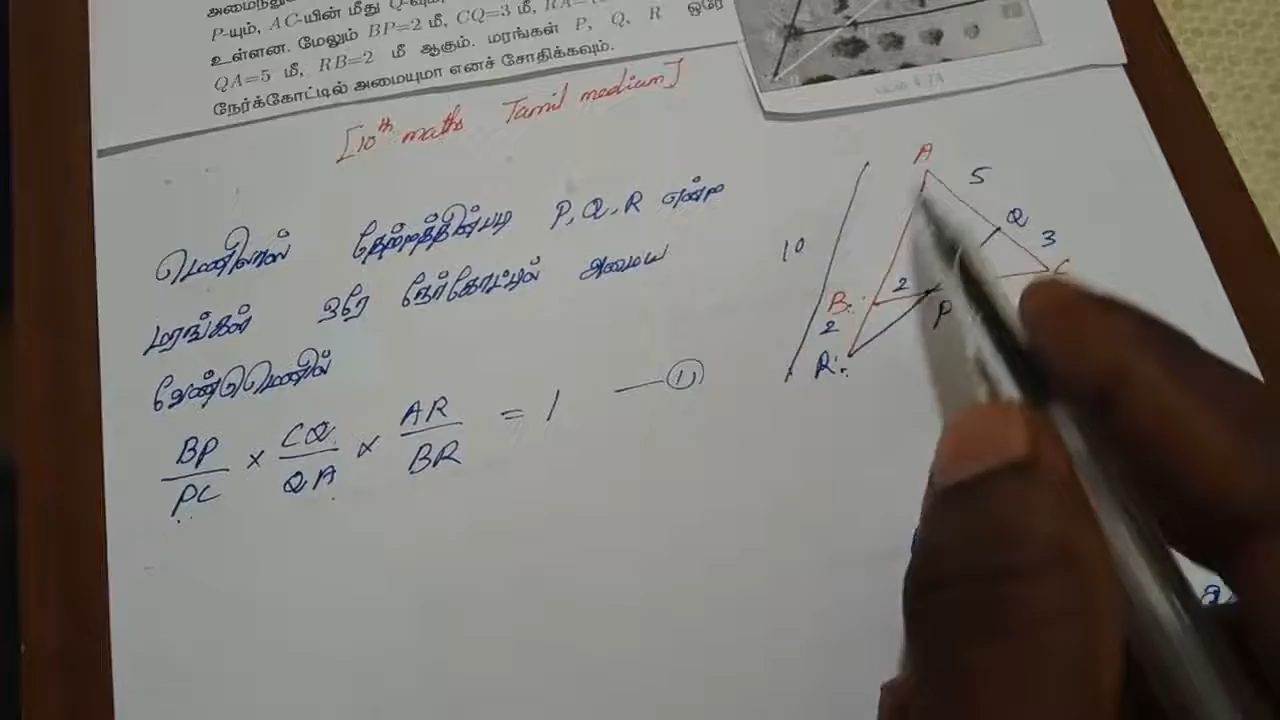 P-யும், AC-யின் மீது
உள்ளன. மேலும் BP=2 மீ, CQ=3 மீ,
QA=5 மீ, RB=2 மீ ஆகும். மரங்கள் P, Q, R ஒரே
நேர்க்கோட்டில் அமையுமா எனச் சோதிக்கவும்.
[10th maths Tamil medium]
மெனிலாஸ் தேற்றத்தின்படி P, Q, R என்ற
மரங்கள் ஒரே நேர்கோட்டில் அமைய
வேண்டுமெனில்
BP/PC × CQ/QA × AR/BR = 1 —(1)
A
5
Q
10
3
C
B
2
P
2
R